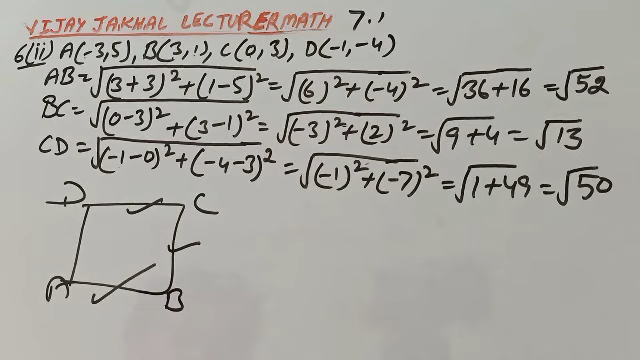 VIJAY JAKHAL LECTURERMATH 7.1
6(ii) A(-3,5), B(3,1), C(0,3), D(-1,-4)
AB=√(3+3)²+(1-5)² = √(6)²+(-4)² = √36+16 = √52
BC= √(0-3)²+(3-1)² = √(-3)²+(2)² = √9+4 = √13
CD= √(-1-0)²+(-4-3)² = √(-1)²+(-7)² = √1+49 = √50
D C
A B